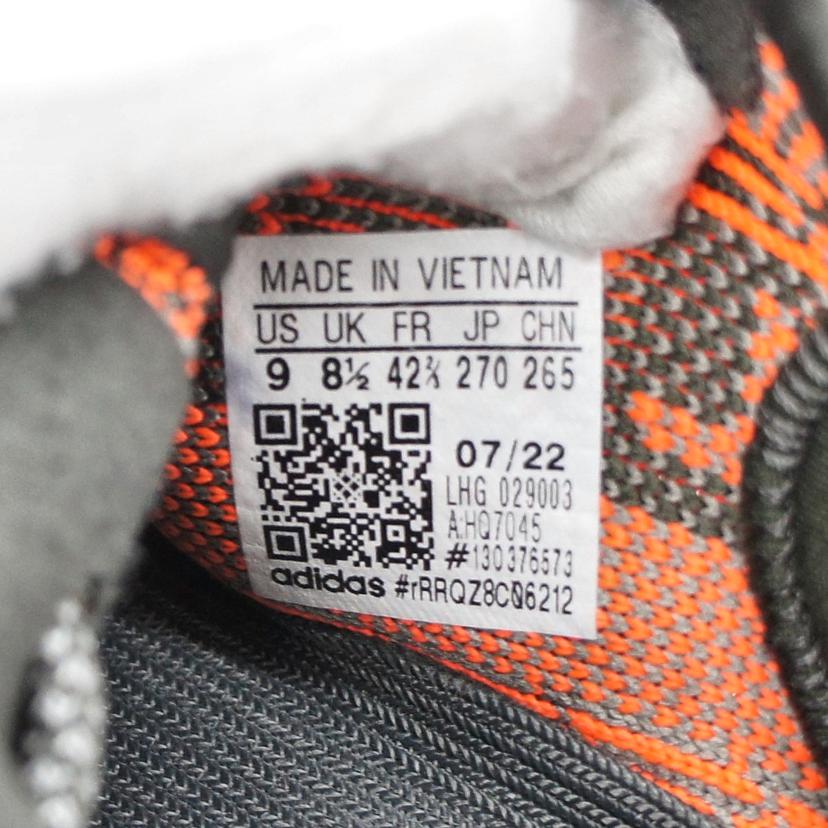 MADE IN VIETNAM
US UK FR JP CHN
9 8½ 42⅔ 270 265
07/22
LHG 029003
A:HQ7045
#130376573
adidas #rRRQZ8CQ6212